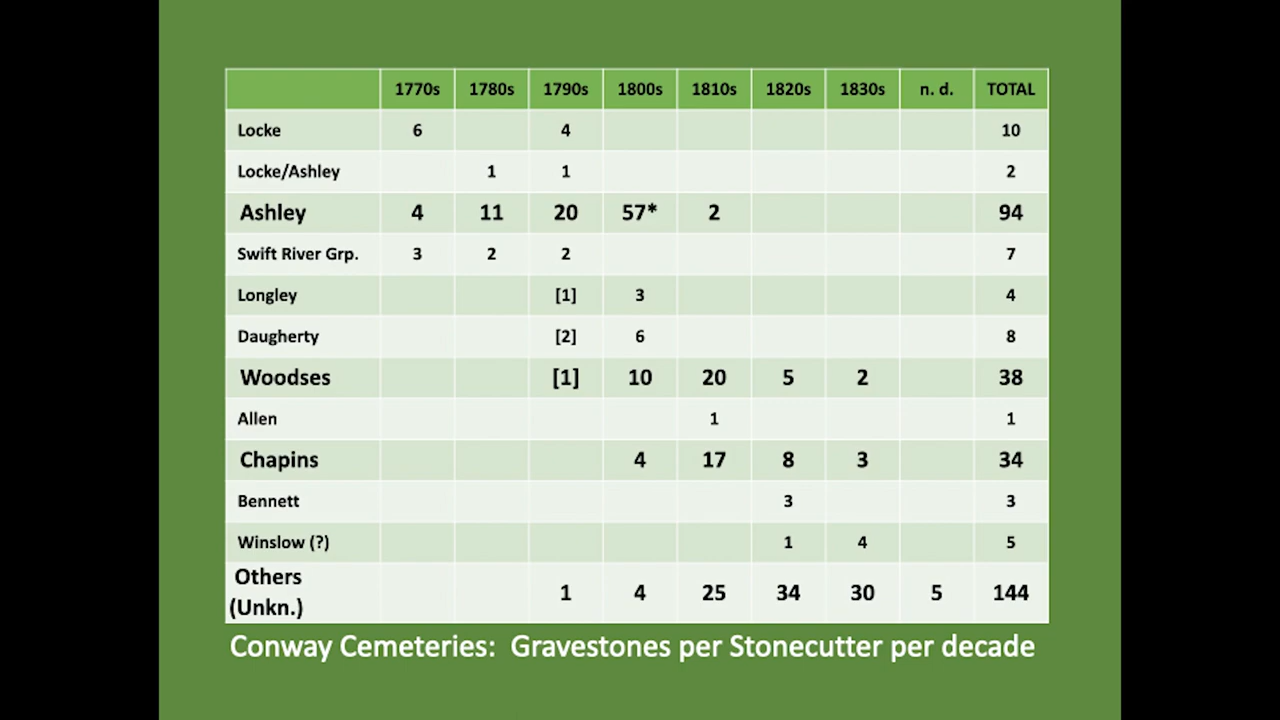 1770s 1780s 1790s 1800s 1810s 1820s 1830s n. d. TOTAL
Locke 6 4 10
Locke/Ashley 1 1 2
Ashley 4 11 20 57* 2 94
Swift River Grp. 3 2 2 7
Longley [1] 3 4
Daugherty [2] 6 8
Woodses [1] 10 20 5 2 38
Allen 1 1
Chapins 4 17 8 3 34
Bennett 3 3
Winslow (?) 1 4 5
Others
(Unkn.) 1 4 25 34 30 5 144
Conway Cemeteries: Gravestones per Stonecutter per decade